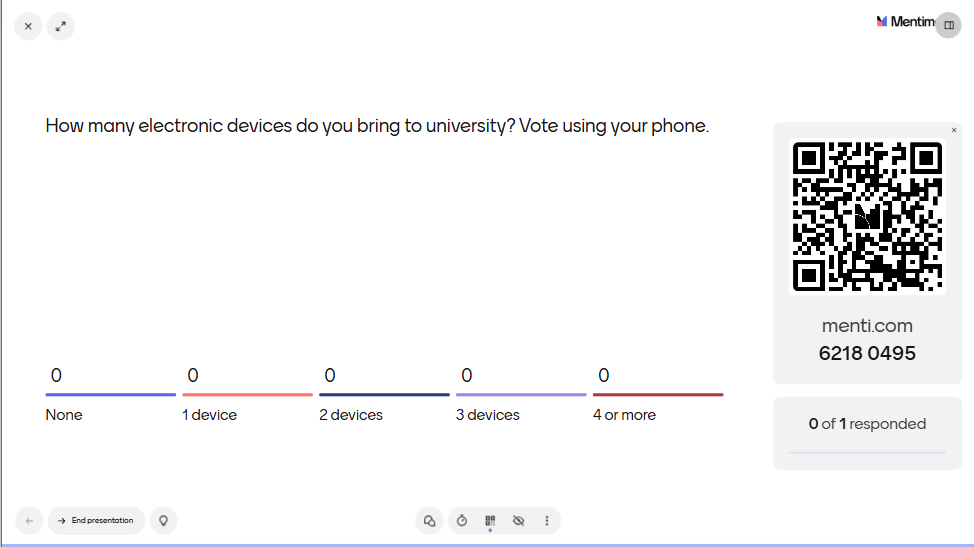 Mentim
How many electronic devices do you bring to university? Vote using your phone.
menti.com
6218 0495
0 0 0 0 0
None 1 device 2 devices 3 devices 4 or more
0 of 1 responded
End presentation